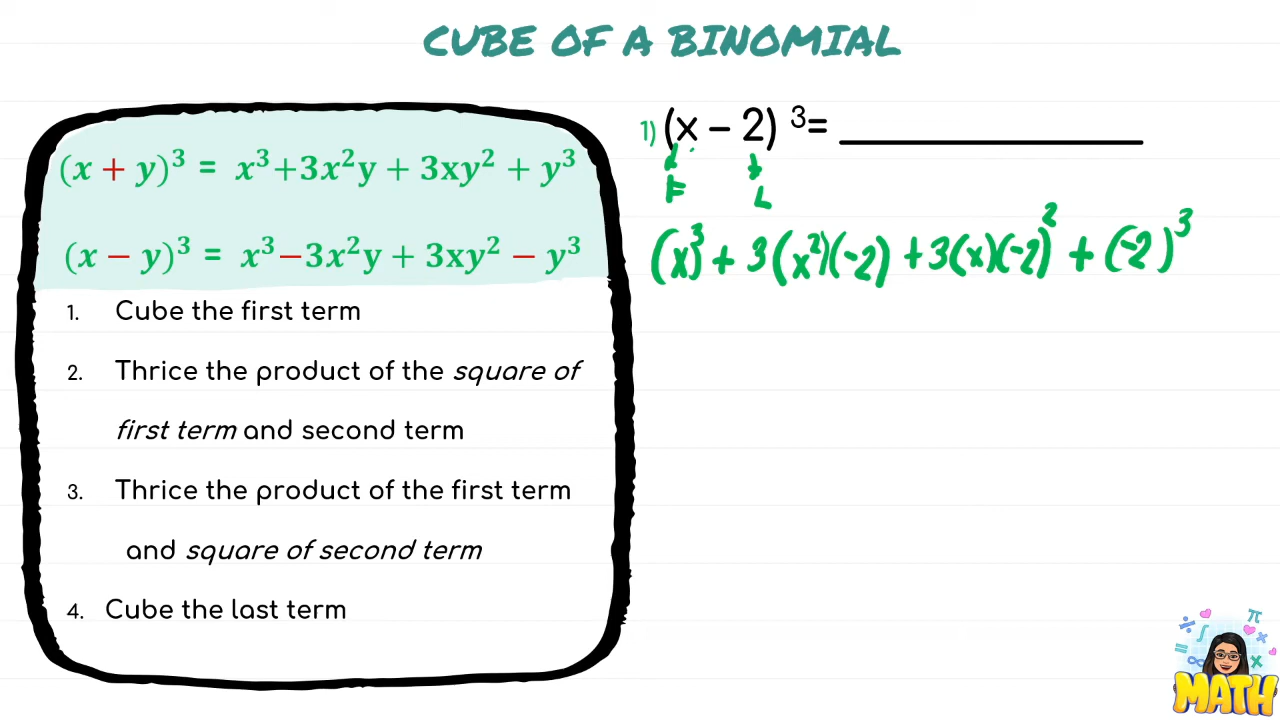 CUBE OF A BINOMIAL
(x + y)³ = x³+3x²y + 3xy² + y³
(x − y)³ = x³−3x²y + 3xy² − y³
1. Cube the first term
2. Thrice the product of the square of
first term and second term
3. Thrice the product of the first term
and square of second term
4. Cube the last term
1) (x – 2) ³= ________________
F L
(x)³ + 3(x²)(-2) + 3(x)(-2)² + (-2)³
MATH